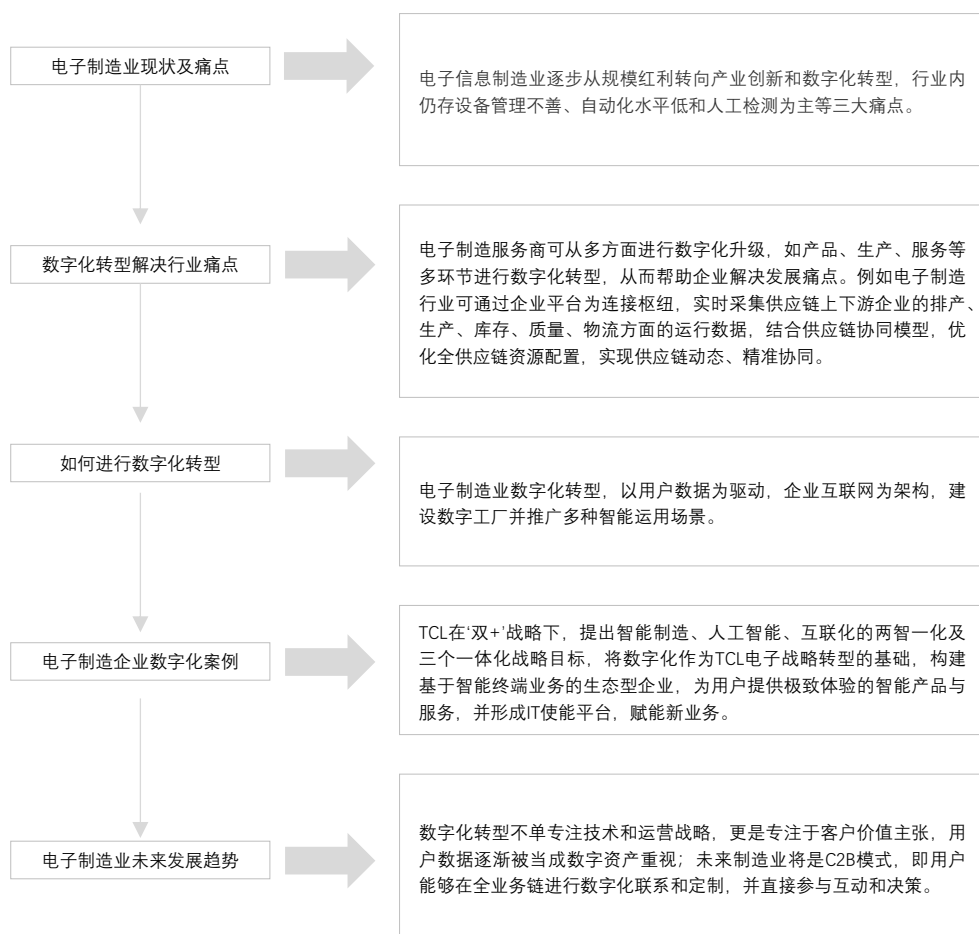 电子制造业现状及痛点
电子信息制造业逐步从规模红利转向产业创新和数字化转型，行业内
仍存设备管理不善、自动化水平低和人工检测为主等三大痛点。
数字化转型解决行业痛点
电子制造服务商可从多方面进行数字化升级，如产品、生产、服务等
多环节进行数字化转型，从而帮助企业解决发展痛点。例如电子制造
行业可通过企业平台为连接枢纽，实时采集供应链上下游企业的排产、
生产、库存、质量、物流方面的运行数据，结合供应链协同模型，优
化全供应链资源配置，实现供应链动态、精准协同。
如何进行数字化转型
电子制造业数字化转型，以用户数据为驱动，企业互联网为架构，建
设数字工厂并推广多种智能运用场景。
电子制造企业数字化案例
TCL在‘双+’战略下，提出智能制造、人工智能、互联化的两智一化及
三个一体化战略目标，将数字化作为TCL电子战略转型的基础，构建
基于智能终端业务的生态型企业，为用户提供极致体验的智能产品与
服务，并形成IT使能平台，赋能新业务。
电子制造业未来发展趋势
数字化转型不单专注技术和运营战略，更是专注于客户价值主张，用
户数据逐渐被当成数字资产重视；未来制造业将是C2B模式，即用户
能够在全业务链进行数字化联系和定制，并直接参与互动和决策。